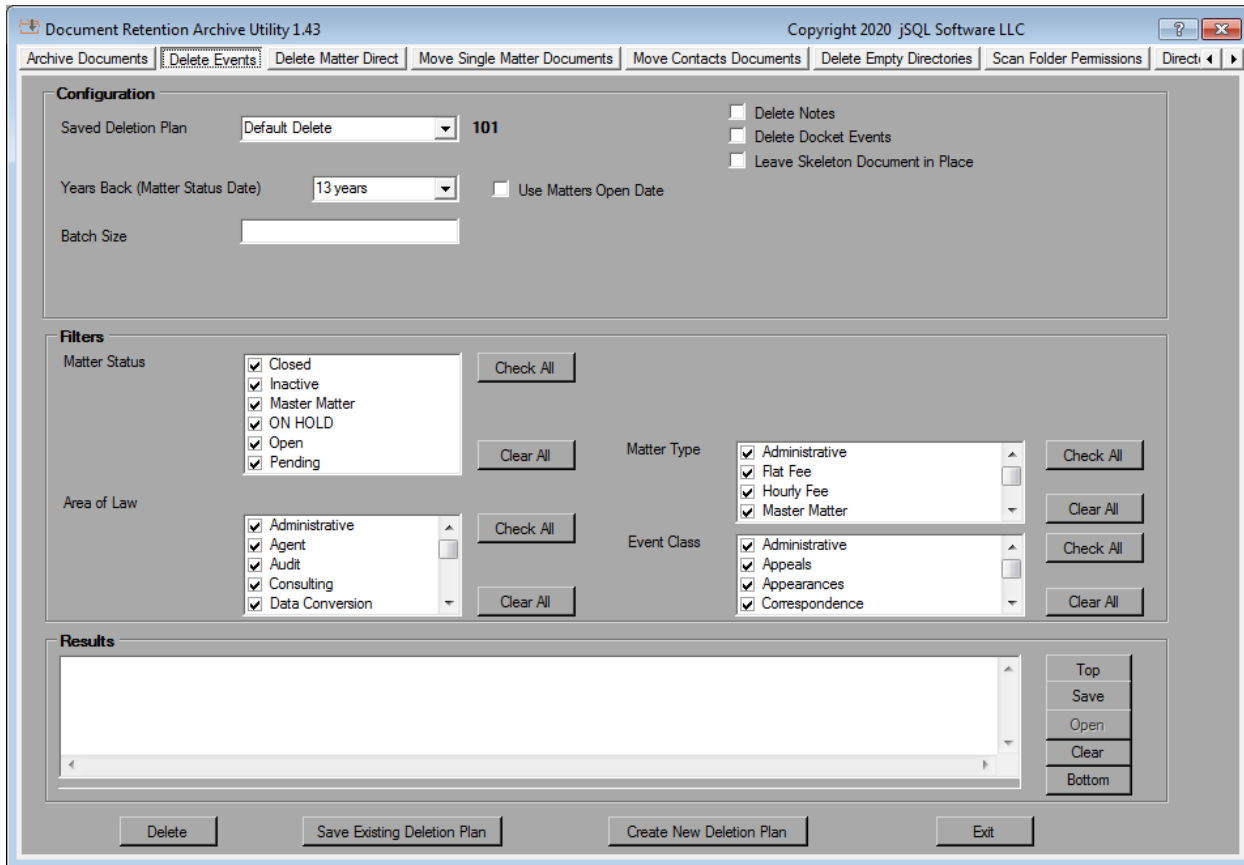 Document Retention Archive Utility 1.43 Copyright 2020 jSQL Software LLC ?
Archive Documents Delete Events Delete Matter Direct Move Single Matter Documents Move Contacts Documents Delete Empty Directories Scan Folder Permissions
Configuration
Saved Deletion Plan Default Delete 101
Delete Notes
Delete Docket Events
Leave Skeleton Document in Place
Years Back (Matter Status Date) 13 years Use Matters Open Date
Batch Size
Filters
Matter Status
Closed
Inactive
Master Matter
ON HOLD
Open
Pending
Check All
Clear All
Matter Type
Administrative
Flat Fee
Hourly Fee
Master Matter
Check All
Clear All
Area of Law
Administrative
Agent
Audit
Consulting
Data Conversion
Check All
Clear All
Event Class
Administrative
Appeals
Appearances
Correspondence
Check All
Clear All
Results
Top
Save
Open
Clear
Bottom
Delete Save Existing Deletion Plan Create New Deletion Plan Exit